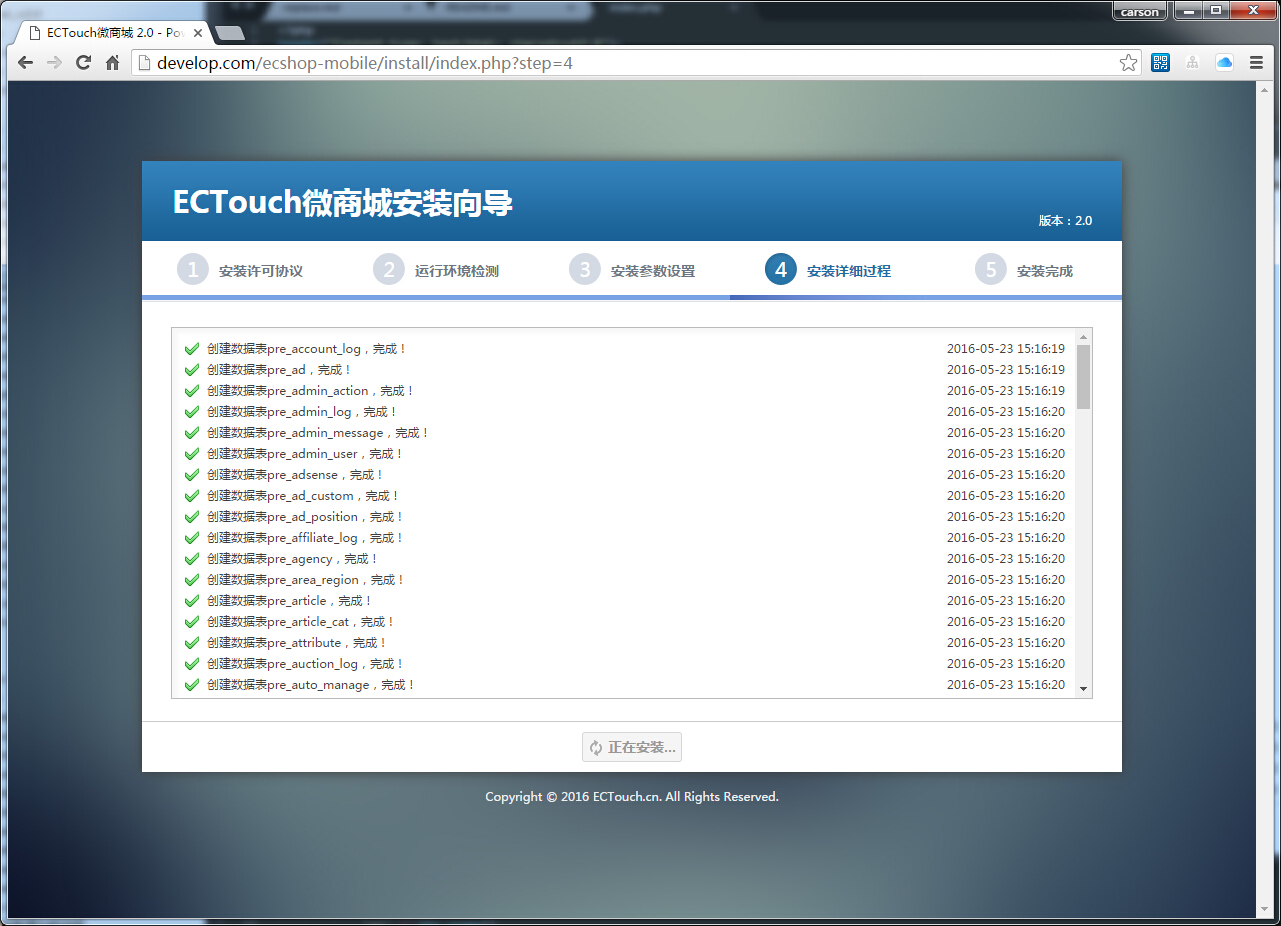 carson
ECTouch微商城 2.0 - Pow
develop.com/ecshop-mobile/install/index.php?step=4
ECTouch微商城安装向导
版本：2.0
1 安装许可协议 2 运行环境检测 3 安装参数设置 4 安装详细过程 5 安装完成
创建数据表pre_account_log，完成！ 2016-05-23 15:16:19
创建数据表pre_ad，完成！ 2016-05-23 15:16:19
创建数据表pre_admin_action，完成！ 2016-05-23 15:16:19
创建数据表pre_admin_log，完成！ 2016-05-23 15:16:20
创建数据表pre_admin_message，完成！ 2016-05-23 15:16:20
创建数据表pre_admin_user，完成！ 2016-05-23 15:16:20
创建数据表pre_adsense，完成！ 2016-05-23 15:16:20
创建数据表pre_ad_custom，完成！ 2016-05-23 15:16:20
创建数据表pre_ad_position，完成！ 2016-05-23 15:16:20
创建数据表pre_affiliate_log，完成！ 2016-05-23 15:16:20
创建数据表pre_agency，完成！ 2016-05-23 15:16:20
创建数据表pre_area_region，完成！ 2016-05-23 15:16:20
创建数据表pre_article，完成！ 2016-05-23 15:16:20
创建数据表pre_article_cat，完成！ 2016-05-23 15:16:20
创建数据表pre_attribute，完成！ 2016-05-23 15:16:20
创建数据表pre_auction_log，完成！ 2016-05-23 15:16:20
创建数据表pre_auto_manage，完成！ 2016-05-23 15:16:20
正在安装...
Copyright © 2016 ECTouch.cn. All Rights Reserved.